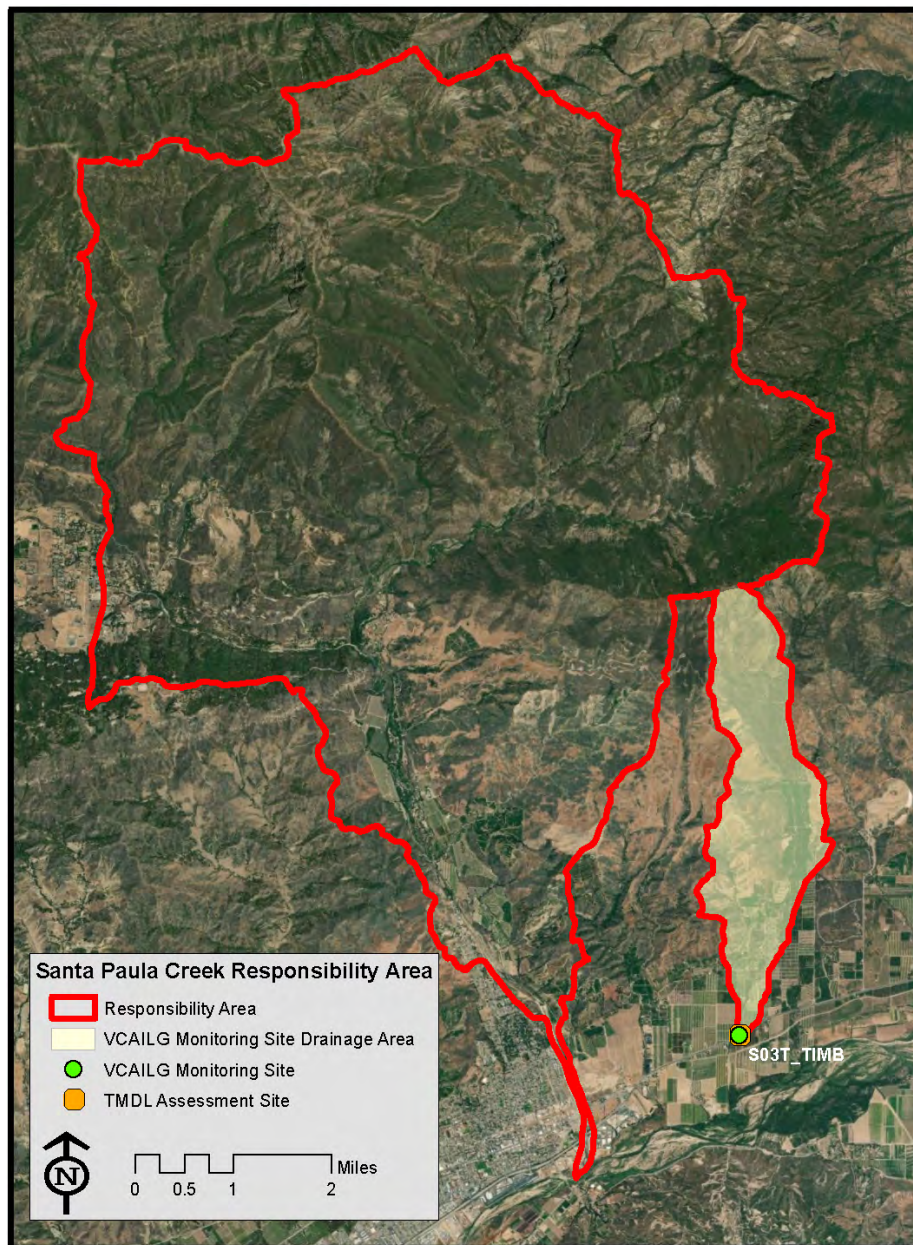 S03T_TIMB
Santa Paula Creek Responsibility Area
Responsibility Area
VCAILG Monitoring Site Drainage Area
VCAILG Monitoring Site
TMDL Assessment Site
N
Miles
0 0.5 1 2